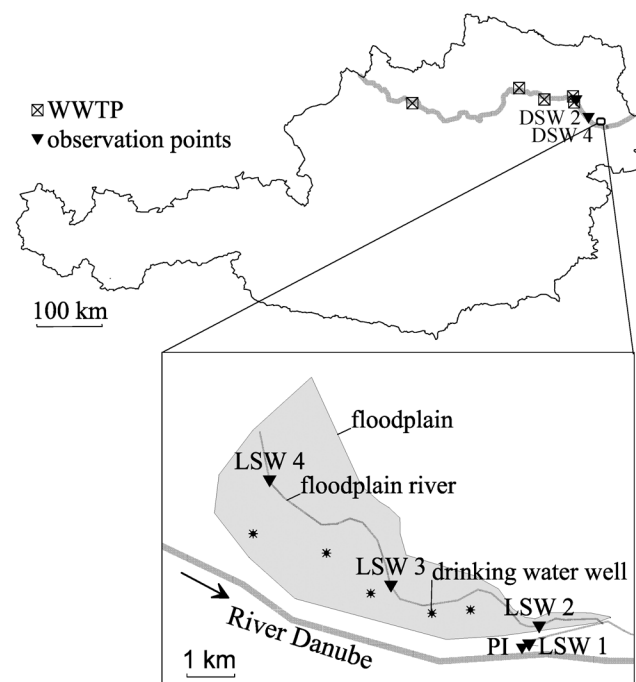 WWTP
observation points
DSW 2
DSW 4
100 km
floodplain
LSW 4
floodplain river
LSW 3
drinking water well
LSW 2
River Danube
PI
LSW 1
1 km